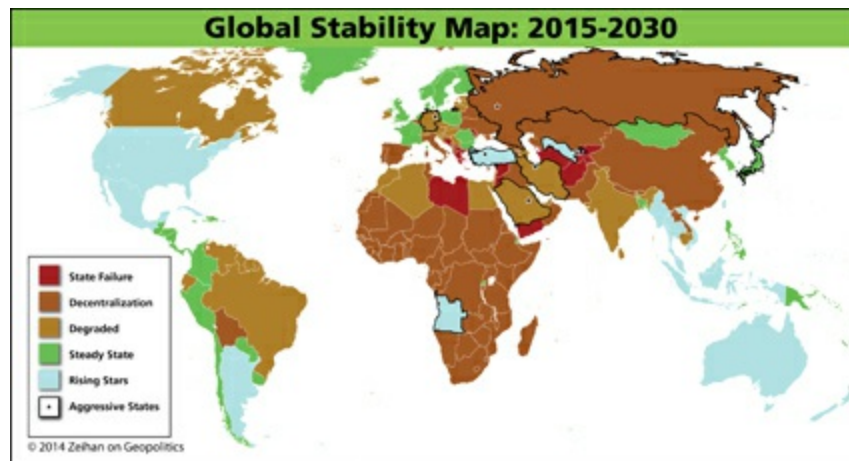 Global Stability Map: 2015-2030
State Failure
Decentralization
Degraded
Steady State
Rising Stars
Aggressive States
© 2014 Zeihan on Geopolitics